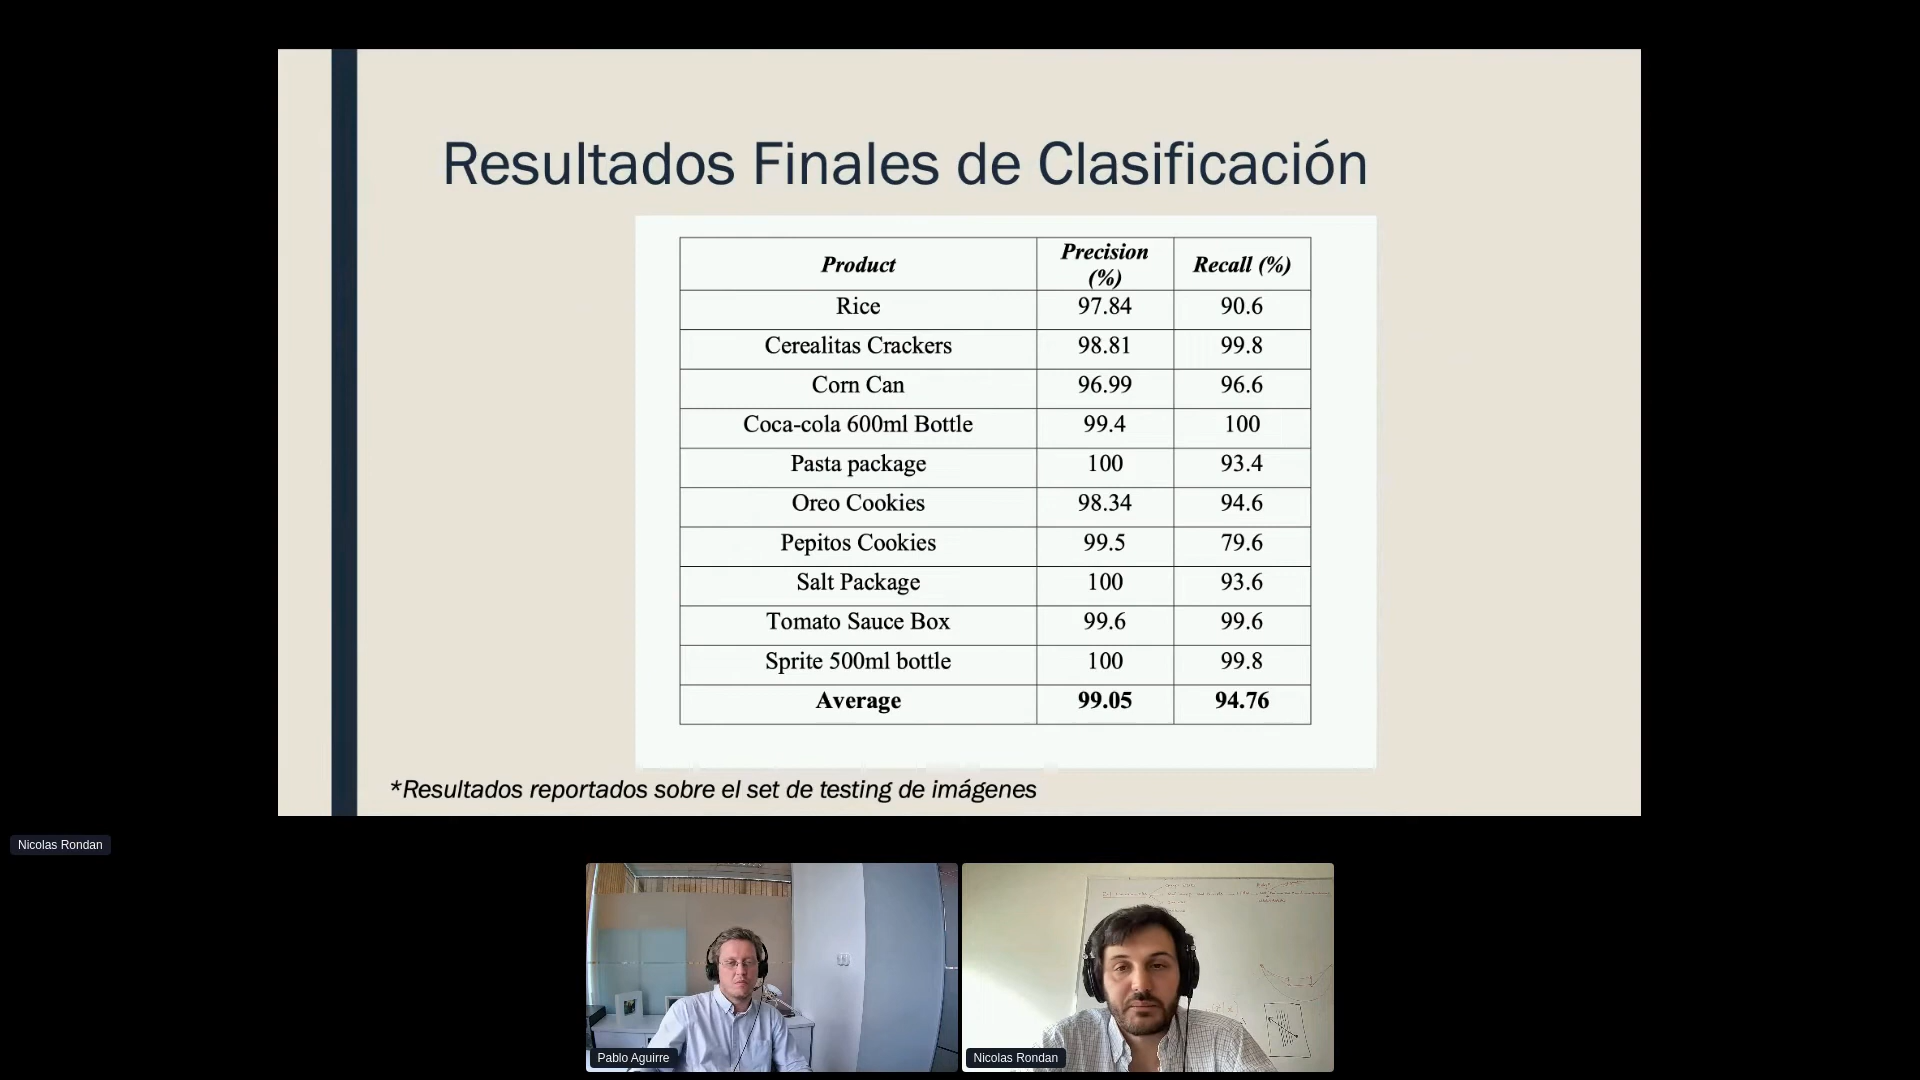 Resultados Finales de Clasificación
Product Precision (%) Recall (%)
Rice 97.84 90.6
Cerealitas Crackers 98.81 99.8
Corn Can 96.99 96.6
Coca-cola 600ml Bottle 99.4 100
Pasta package 100 93.4
Oreo Cookies 98.34 94.6
Pepitos Cookies 99.5 79.6
Salt Package 100 93.6
Tomato Sauce Box 99.6 99.6
Sprite 500ml bottle 100 99.8
Average 99.05 94.76
*Resultados reportados sobre el set de testing de imágenes
Nicolas Rondan
Pablo Aguirre
Nicolas Rondan